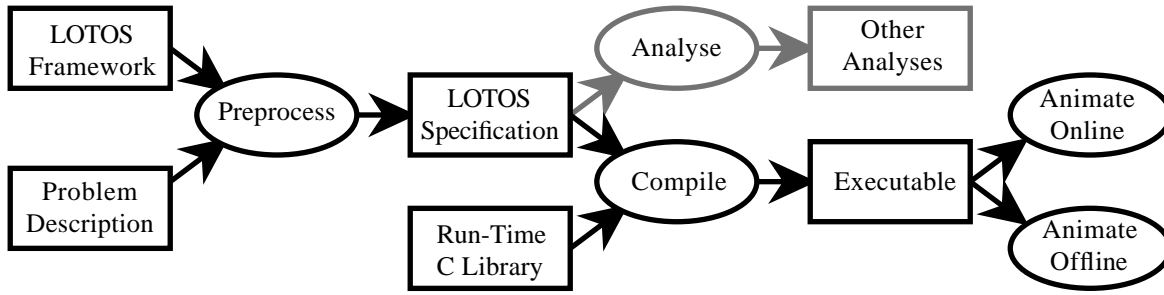 LOTOS
Framework
Problem
Description
Preprocess
LOTOS
Specification
Run-Time
C Library
Analyse
Compile
Other
Analyses
Executable
Animate
Online
Animate
Offline